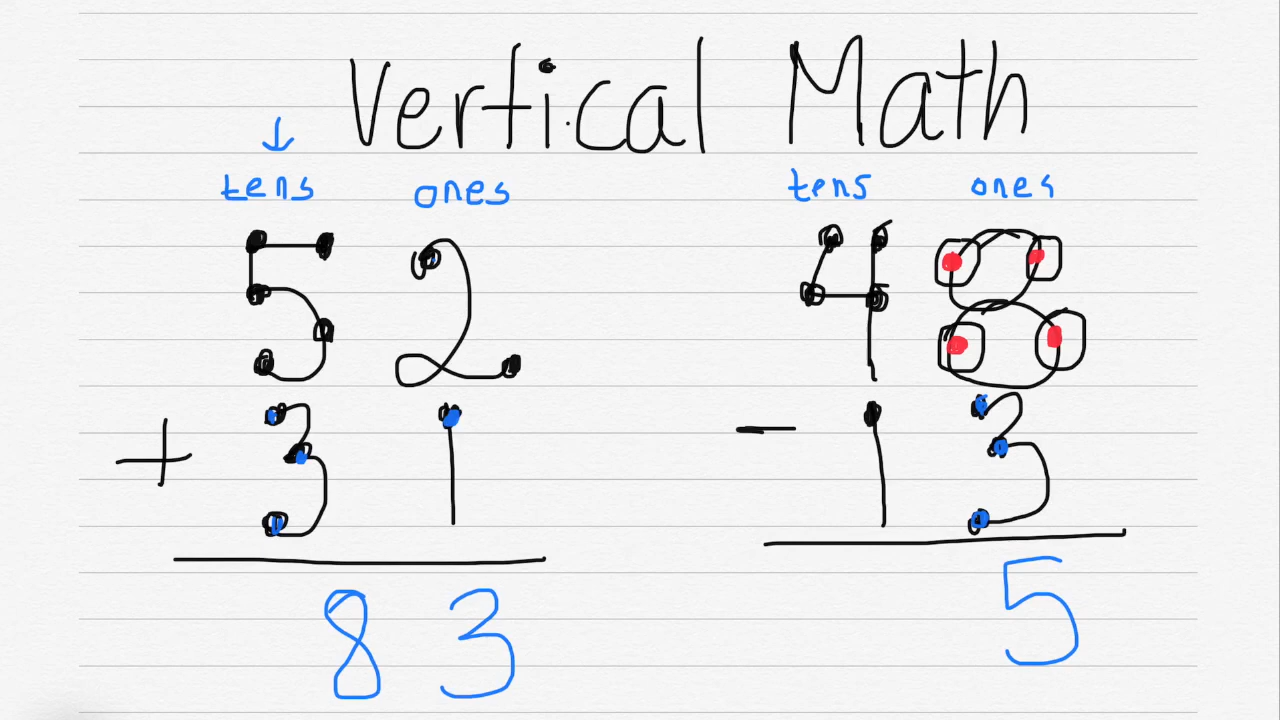 Vertical Math
tens ones tens ones
52 48
+ 31 - 13
83 5